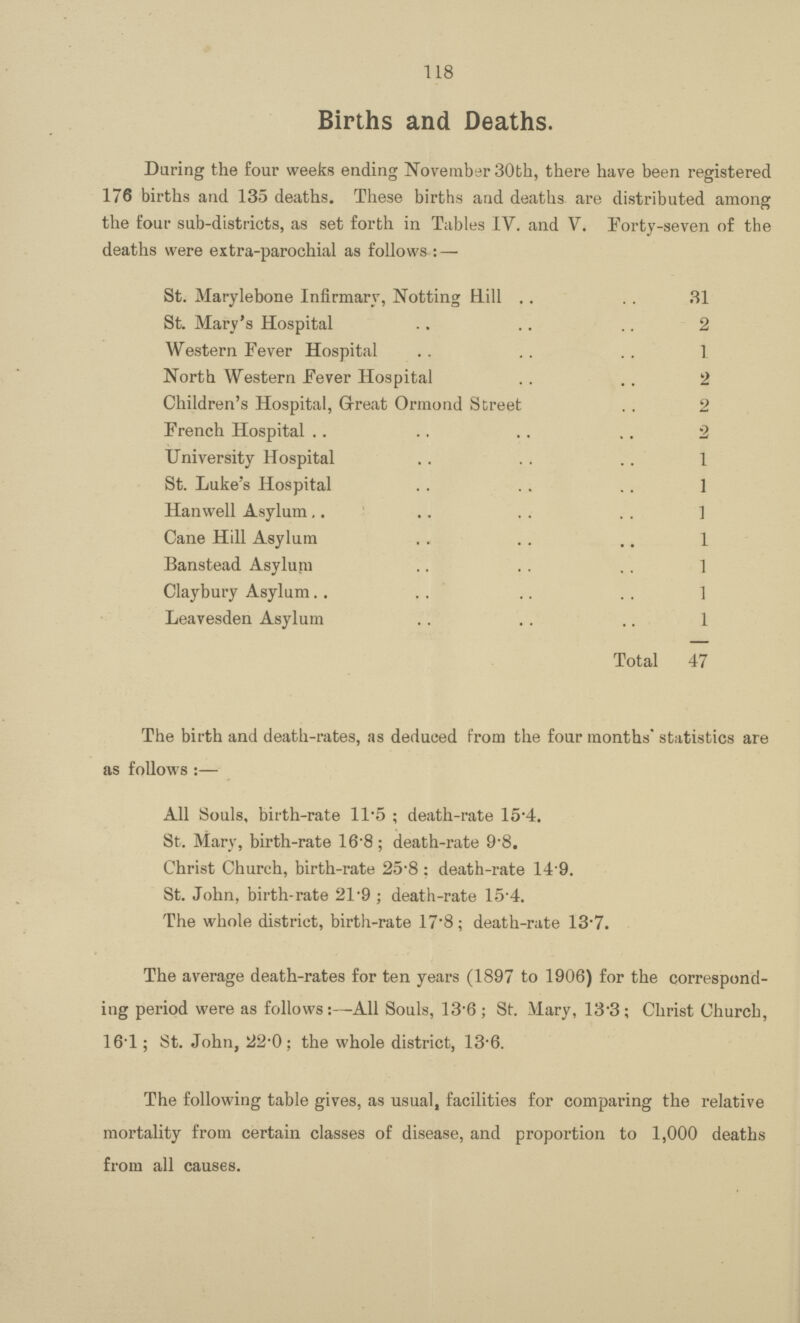 118
Births and Deaths.
During the four weeks ending November 30th, there have been registered
176 births and 135 deaths. These births and deaths are distributed among
the four sub-districts, as set forth in Tables IV. and V. Forty-seven of the
deaths were extra-parochial as follows :—
St. Marylebone Infirmary, Notting Hill .. .. 31
St. Mary's Hospital .. .. .. 2
Western Fever Hospital .. .. .. 1
North Western Fever Hospital .. .. 2
Children's Hospital, Great Ormond Street .. 2
French Hospital .. .. .. .. 2
University Hospital .. .. .. 1
St. Luke's Hospital .. .. .. 1
Hanwell Asylum .. .. .. .. 1
Cane Hill Asylum .. .. .. 1
Banstead Asylum .. .. .. 1
Claybury Asylum .. .. .. .. 1
Leavesden Asylum .. .. .. 1
Total 47
The birth and death-rates, as deduced from the four months' statistics are
as follows :—
All Souls, birth-rate 11·5 ; death-rate 15·4.
St. Mary, birth-rate 16·8 ; death-rate 9·8.
Christ Church, birth-rate 25·8 ; death-rate 14·9.
St. John, birth-rate 21·9 ; death-rate 15·4.
The whole district, birth-rate 17·8 ; death-rate 13·7.
The average death-rates for ten years (1897 to 1906) for the correspond-
ing period were as follows :—All Souls, 13·6 ; St. Mary, 13·3 ; Christ Church,
16·1 ; St. John, 22·0 ; the whole district, 13·6.
The following table gives, as usual, facilities for comparing the relative
mortality from certain classes of disease, and proportion to 1,000 deaths
from all causes.